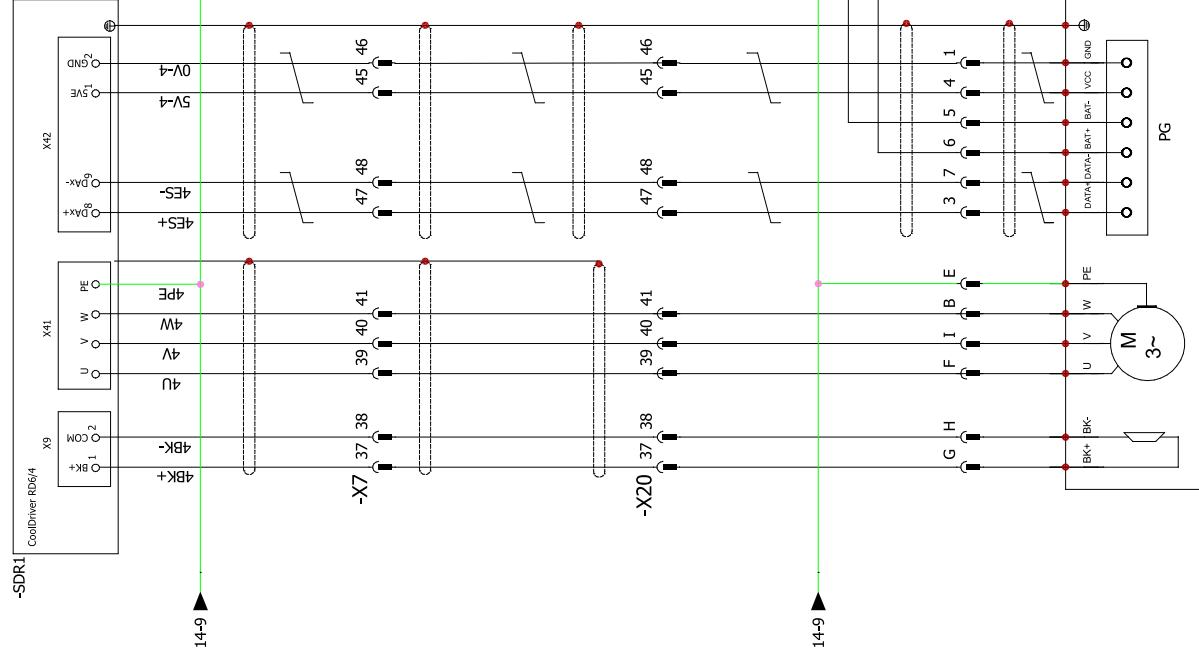 GND 2
0V-4
46
46
1
GND
5VE 1
5V-4
45
45
4
VCC
X42
5
BAT-
PG
6
BAT+
DAx- 9
4ES-
48
48
7
DATA-
DAx+ 8
4ES+
47
47
3
DATA+
PE
4PE
E
PE
W
4W
41
41
B
W
X41
V
4V
40
40
I
V
M
3~
U
4U
39
39
F
U
X9
COM 2
4BK-
38
38
H
BK-
BK+ 1
4BK+
37
37
G
BK+
-X7
-X20
CoolDriver RD6/4
-SDR1
14-9
14-9